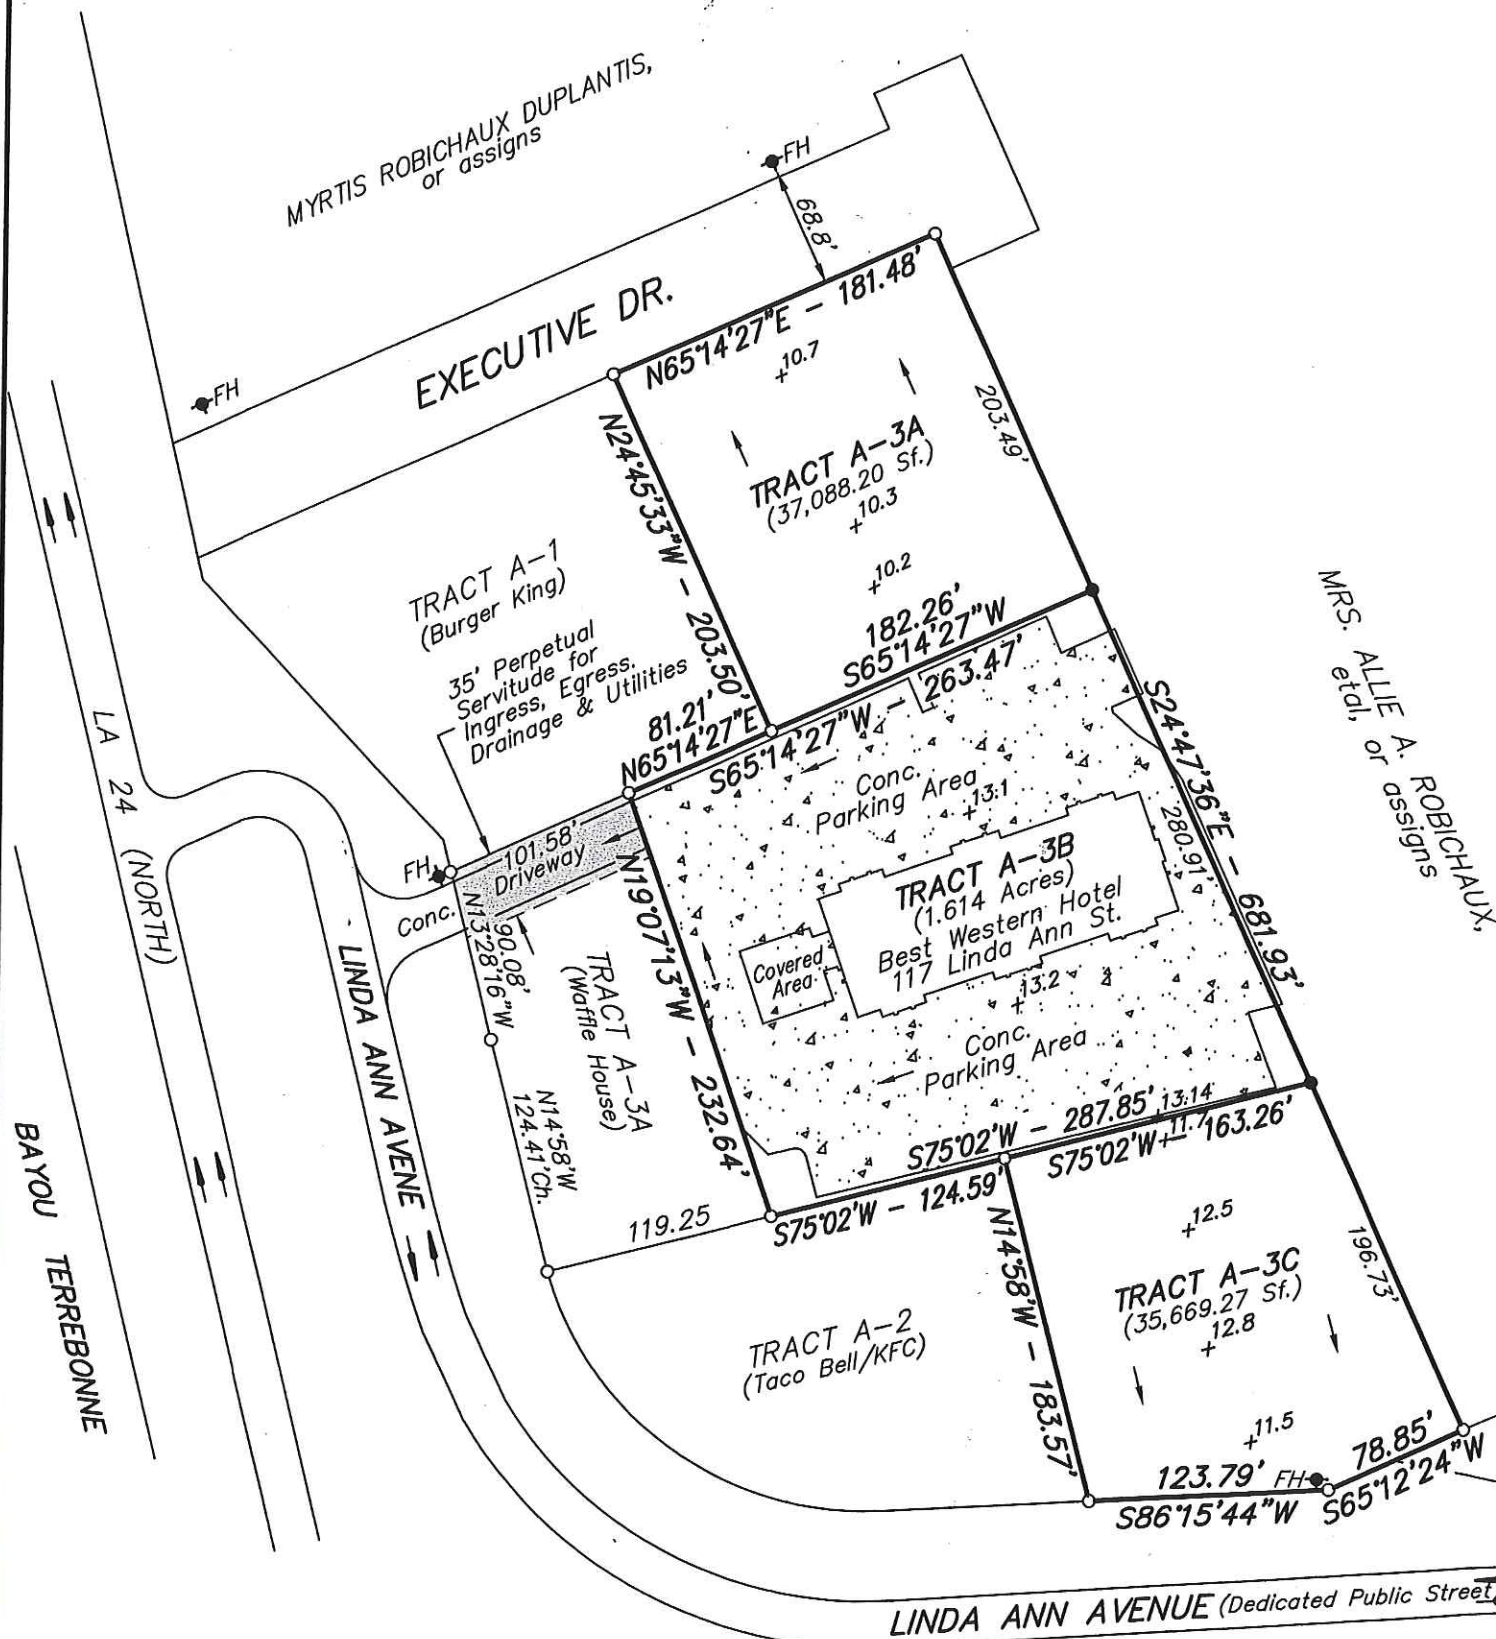 MYRTIS ROBICHAUX DUPLANTIS,
or assigns
FH
68.8'
EXECUTIVE DR.
N65°14'27"E - 181.48'
FH
10.7
203.49'
N24°45'33"W - 203.50'
TRACT A-3A
(37,088.20 Sf.)
10.3
10.2
TRACT A-1
(Burger King)
182.26'
S65°14'27"W
MRS. ALLIE A. ROBICHAUX,
etal, or assigns
35' Perpetual
Servitude for
Ingress, Egress.
Drainage & Utilities
81.21'
N65°14'27"E
S65°14'27"W - 263.47'
S24°47'36"E - 681.93'
LA 24 (NORTH)
Conc.
Parking Area
13.1
280.91'
101.58'
Driveway
FH
Conc.
N13°28'16"W
90.08'
N19°07'13"W - 232.64'
TRACT A-3B
(1.614 Acres)
Best Western Hotel
117 Linda Ann St.
Covered
Area
13.2
TRACT A-3A
(Waffle House)
LINDA ANN AVENE
Conc.
Parking Area
N14°58'W
124.41'Ch.
13.14
S75°02'W - 287.85'
11.7
S75°02'W - 163.26'
BAYOU TERREBONNE
119.25
S75°02'W - 124.59'
N14°58'W - 183.57'
12.5
TRACT A-3C
(35,669.27 Sf.)
12.8
196.73'
TRACT A-2
(Taco Bell/KFC)
11.5
78.85'
S65°12'24"W
123.79'
FH
S86°15'44"W
LINDA ANN AVENUE (Dedicated Public Street